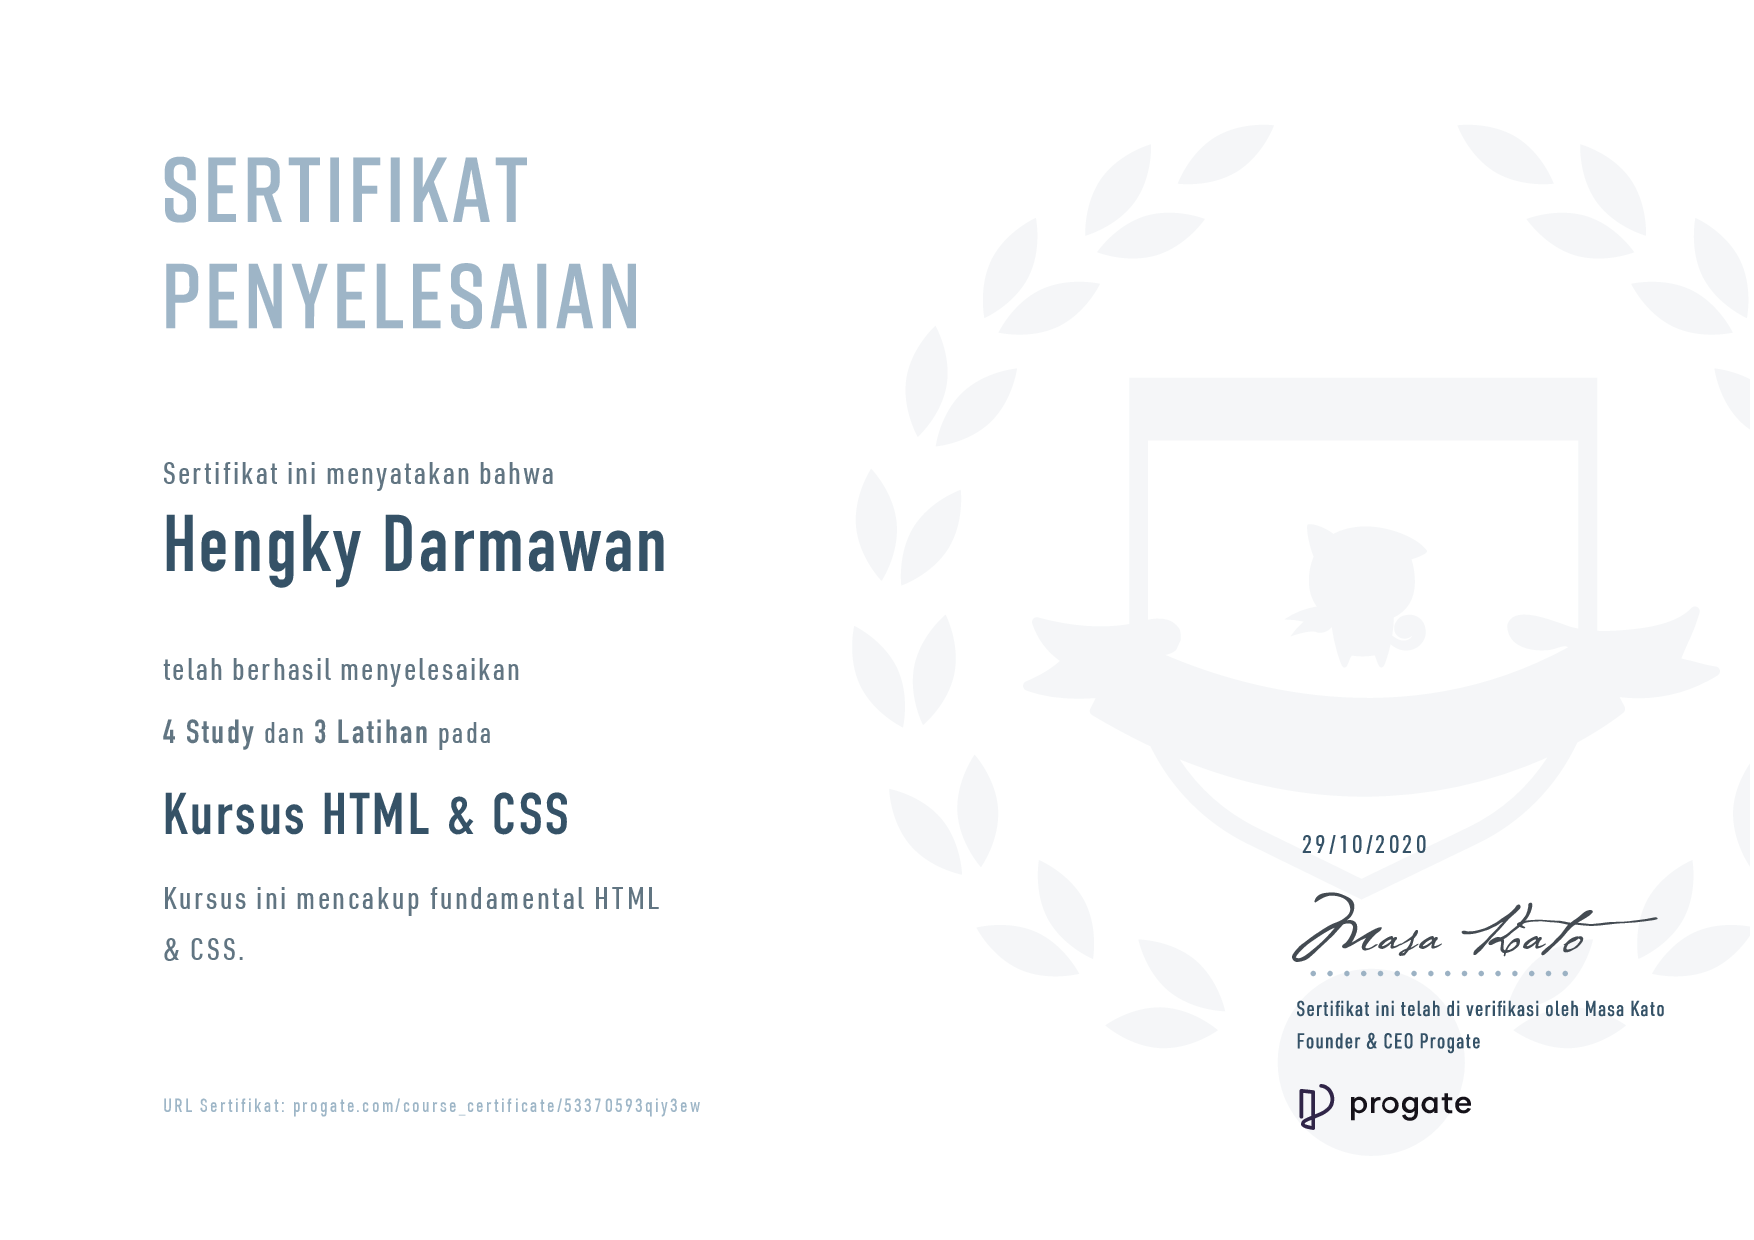 SERTIFIKAT
PENYELESAIAN
Sertifikat ini menyatakan bahwa
Hengky Darmawan
telah berhasil menyelesaikan
4 Study dan 3 Latihan pada
Kursus HTML & CSS
Kursus ini mencakup fundamental HTML
& CSS.
URL Sertifikat: progate.com/course_certificate/53370593qiy3ew
29/10/2020
Masa Kato
Sertifikat ini telah di verifikasi oleh Masa Kato
Founder & CEO Progate
progate